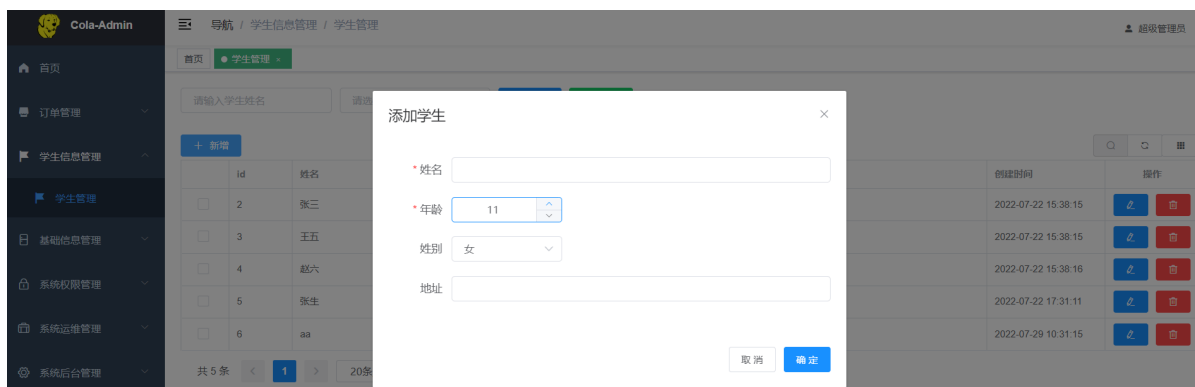 Cola-Admin
导航 / 学生信息管理 / 学生管理
超级管理员
首页
订单管理
学生信息管理
学生管理
基础信息管理
系统权限管理
系统运维管理
系统后台管理
首页
学生管理 ×
请输入学生姓名
请选
+ 新增
id 姓名 创建时间 操作
2 张三 2022-07-22 15:38:15
3 王五 2022-07-22 15:38:15
4 赵六 2022-07-22 15:38:16
5 张生 2022-07-22 17:31:11
6 aa 2022-07-29 10:31:15
共 5 条 < 1 > 20条
添加学生 ×
* 姓名
* 年龄 11
姓别 女
地址
取消 确定